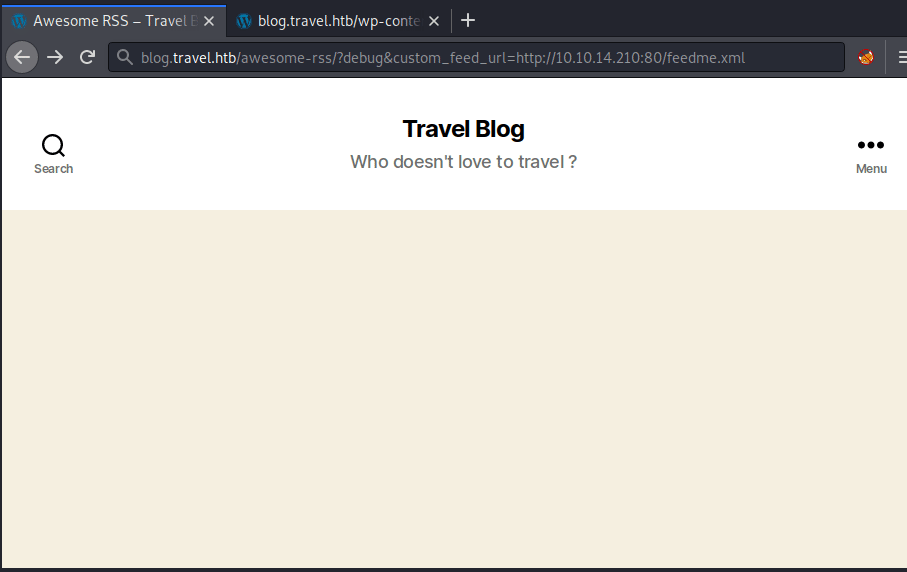 Awesome RSS – Travel B
blog.travel.htb/wp-conte
blog.travel.htb/awesome-rss/?debug&custom_feed_url=http://10.10.14.210:80/feedme.xml
Search
Travel Blog
Who doesn't love to travel ?
Menu